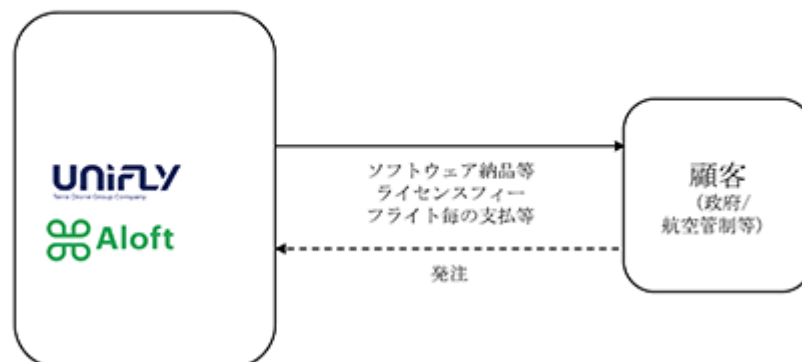 UNIFLY
Terra Drone Group Company
Aloft
ソフトウェア納品等
ライセンスフィー
フライト毎の支払等
発注
顧客
（政府/
航空管制等）